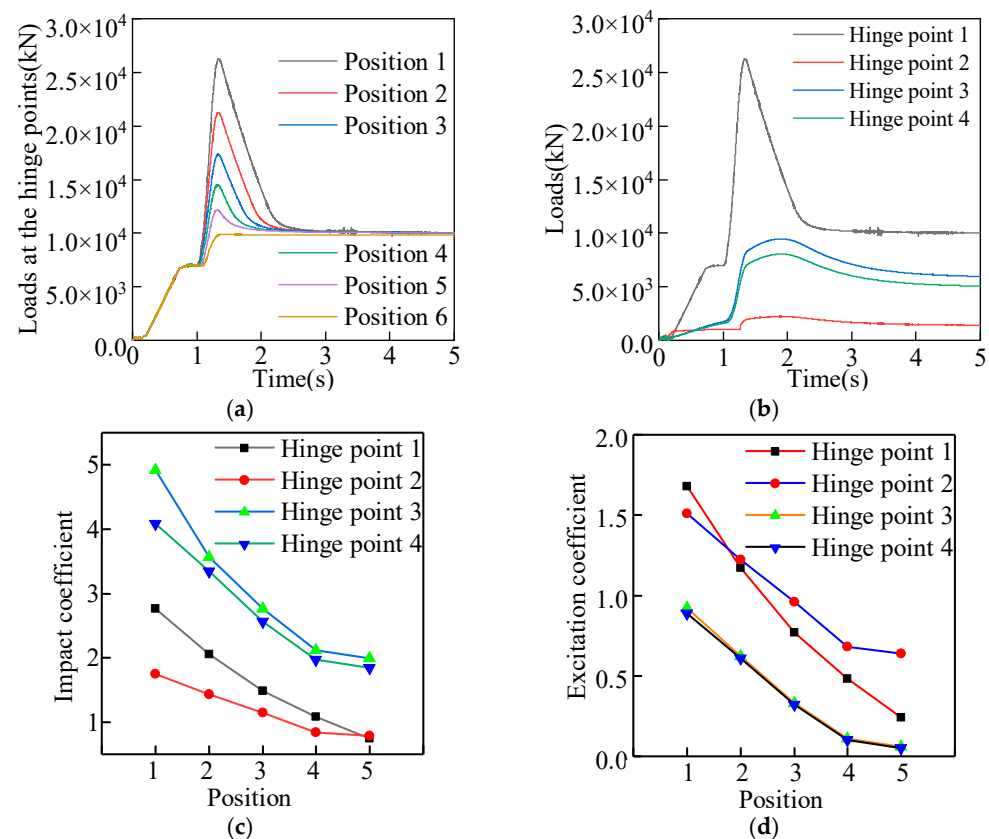 (a)
Loads at the hinge points(kN)
3.0×10⁴
2.5×10⁴
2.0×10⁴
1.5×10⁴
1.0×10⁴
5.0×10³
0.0
Position 1
Position 2
Position 3
Position 4
Position 5
Position 6
0 1 2 3 4 5
Time(s)
(b)
Loads(kN)
3.0×10⁴
2.5×10⁴
2.0×10⁴
1.5×10⁴
1.0×10⁴
5.0×10³
0.0
Hinge point 1
Hinge point 2
Hinge point 3
Hinge point 4
0 1 2 3 4 5
Time(s)
Impact coefficient
5
4
3
2
1
Hinge point 1
Hinge point 2
Hinge point 3
Hinge point 4
1 2 3 4 5
Position
(c)
Excitation coefficient
2.0
1.5
1.0
0.5
0.0
Hinge point 1
Hinge point 2
Hinge point 3
Hinge point 4
1 2 3 4 5
Position
(d)